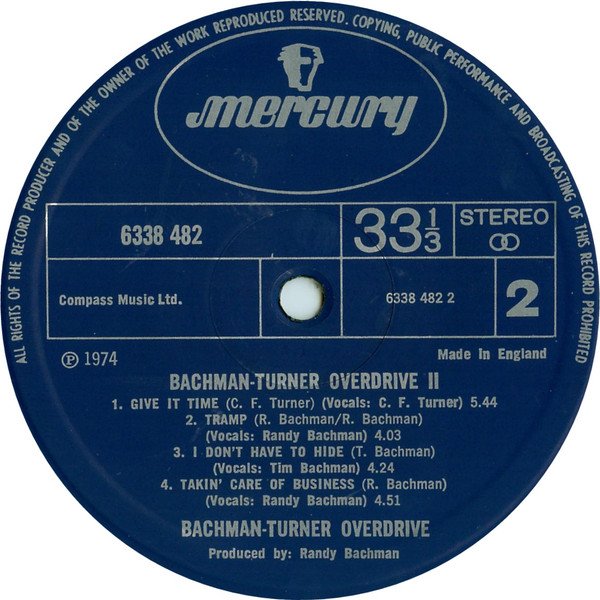 ALL RIGHTS OF THE RECORD PRODUCER AND OF THE OWNER OF THE WORK REPRODUCED RESERVED. COPYING, PUBLIC PERFORMANCE AND BROADCASTING OF THIS RECORD PROHIBITED
mercury
6338 482
33 1/3
STEREO
Compass Music Ltd.
6338 482 2
2
Ⓟ 1974
Made in England
BACHMAN-TURNER OVERDRIVE II
1. GIVE IT TIME (C. F. Turner) (Vocals: C. F. Turner) 5.44
2. TRAMP (R. Bachman/R. Bachman)
(Vocals: Randy Bachman) 4.03
3. I DON'T HAVE TO HIDE (T. Bachman)
(Vocals: Tim Bachman) 4.24
4. TAKIN' CARE OF BUSINESS (R. Bachman)
(Vocals: Randy Bachman) 4.51
BACHMAN-TURNER OVERDRIVE
Produced by: Randy Bachman